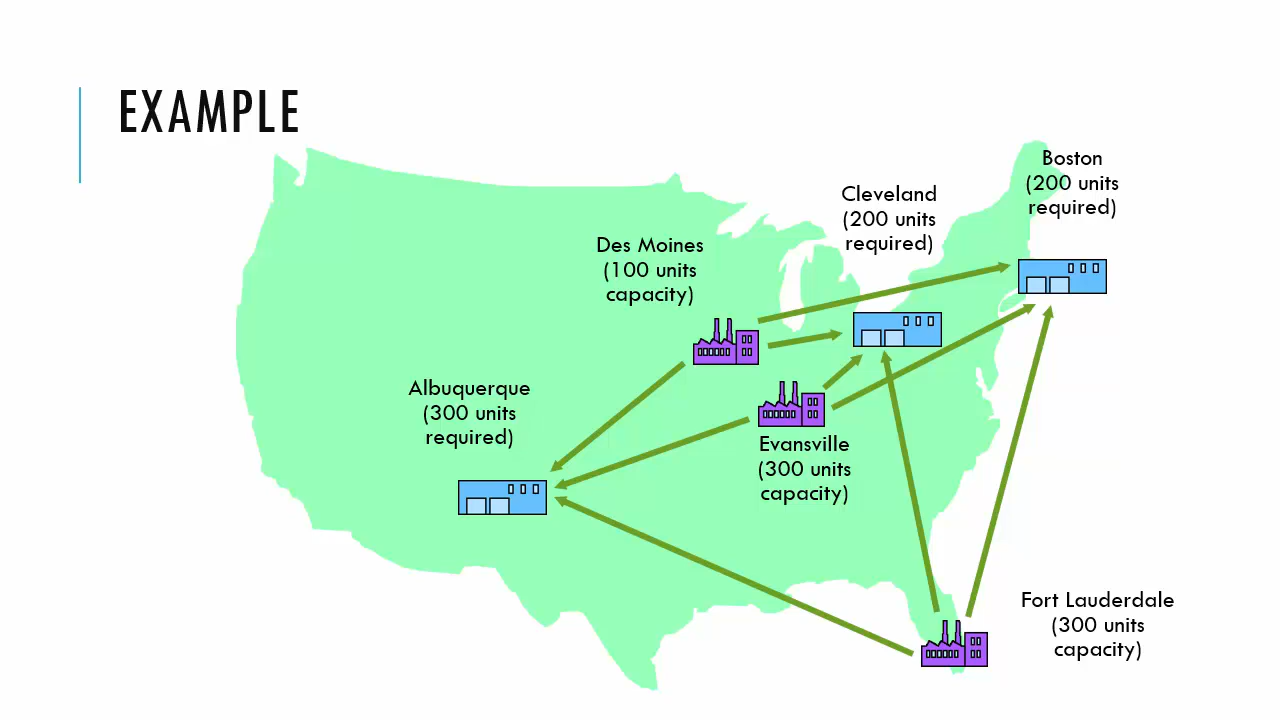 EXAMPLE
Boston
(200 units
required)
Cleveland
(200 units
required)
Des Moines
(100 units
capacity)
Albuquerque
(300 units
required)
Evansville
(300 units
capacity)
Fort Lauderdale
(300 units
capacity)